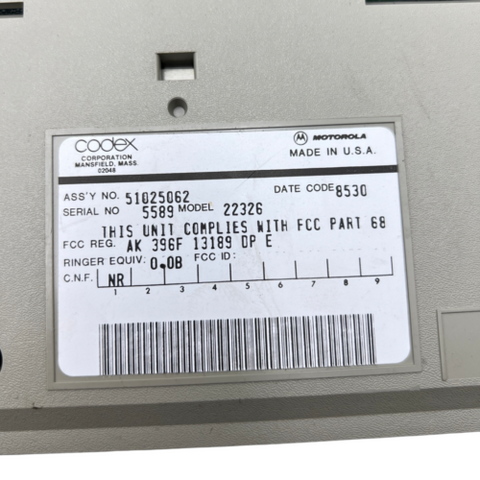 codex
CORPORATION
MANSFIELD, MASS.
02048
MOTOROLA
MADE IN U.S.A.
ASS'Y NO. 51025062 DATE CODE 8530
SERIAL NO 5589 MODEL 22326
THIS UNIT COMPLIES WITH FCC PART 68
FCC REG. AK 396F 13189 DP E
RINGER EQUIV: 0.0B FCC ID:
C.N.F. NR
1 2 3 4 5 6 7 8 9